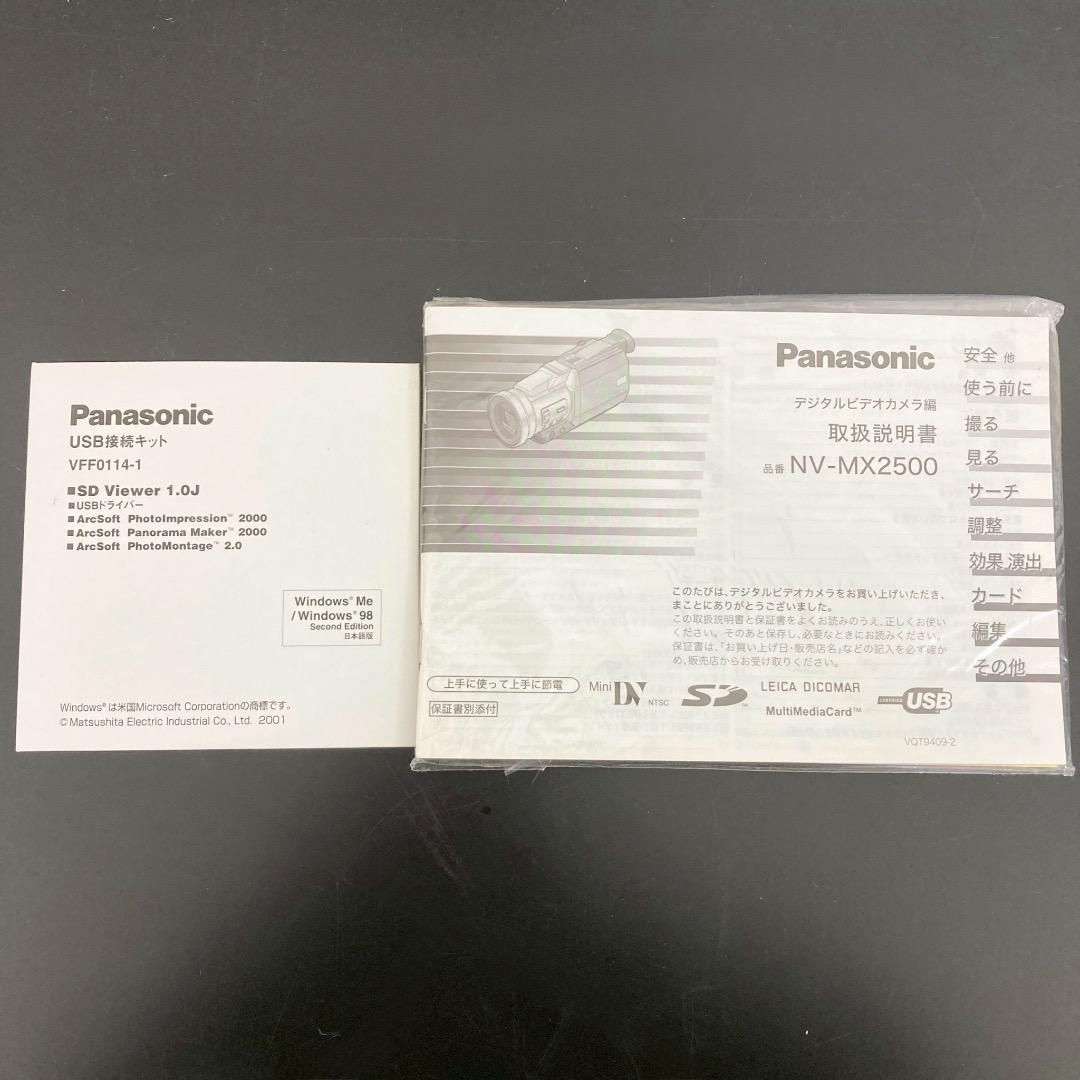 Panasonic
USB接続キット
VFF0114-1
■SD Viewer 1.0J
■USBドライバー
■ArcSoft PhotoImpression™ 2000
■ArcSoft Panorama Maker™ 2000
■ArcSoft PhotoMontage™ 2.0
Windows® Me
/Windows® 98
Second Edition
日本語版
Windows®は米国Microsoft Corporationの商標です。
©Matsushita Electric Industrial Co., Ltd. 2001
Panasonic
デジタルビデオカメラ編
取扱説明書
品番 NV-MX2500
安全 他
使う前に
撮る
見る
サーチ
調整
効果 演出
カード
編集
その他
このたびは、デジタルビデオカメラをお買い上げいただき、
まことにありがとうございました。
この取扱説明書と保証書をよくお読みのうえ、正しくお使い
ください。そのあと保存し、必要なときにお読みください。
保証書は、「お買い上げ日・販売店名」などの記入を必ず確か
め、販売店からお受け取りください。
上手に使って上手に節電
保証書別添付
Mini DV NTSC
SD™
LEICA DICOMAR
MultiMediaCard™
CERTIFIED USB
VQT9409-2